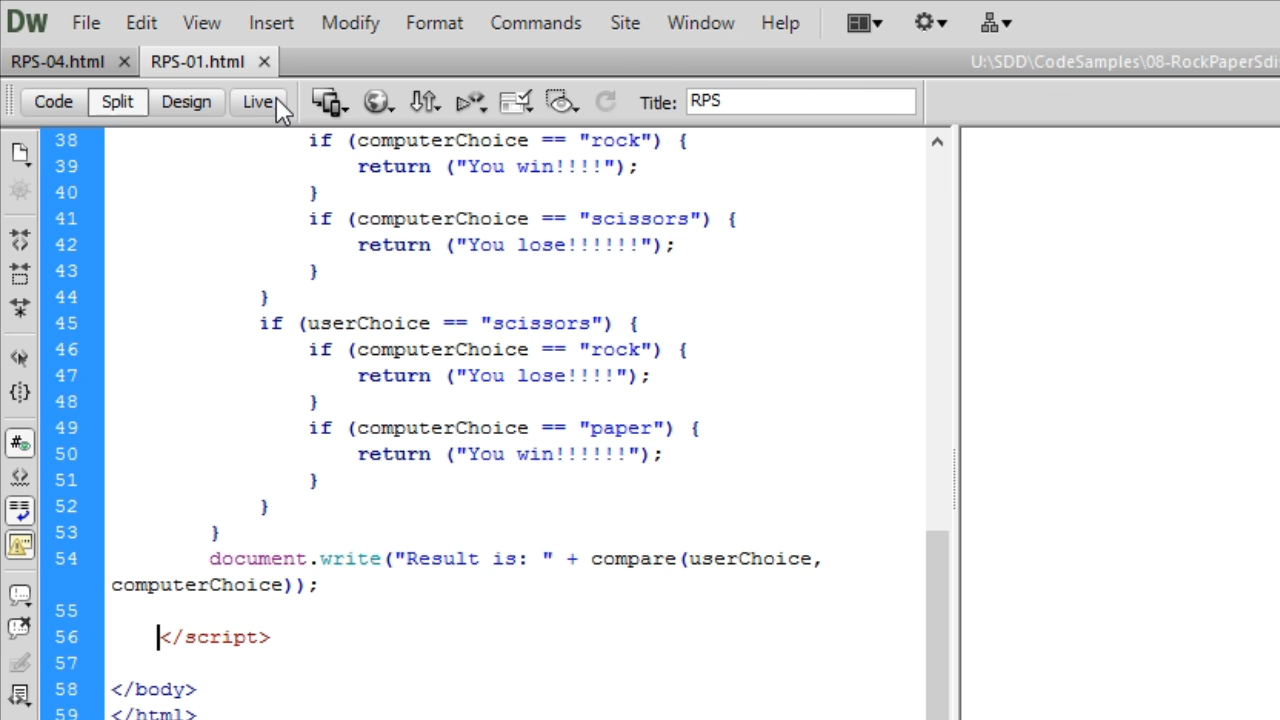 Dw File Edit View Insert Modify Format Commands Site Window Help
RPS-04.html RPS-01.html U:\SDD\CodeSamples\08-RockPaperSdi
Code Split Design Live Title: RPS
38 if (computerChoice == "rock") {
39 return ("You win!!!!");
40 }
41 if (computerChoice == "scissors") {
42 return ("You lose!!!!!!");
43 }
44 }
45 if (userChoice == "scissors") {
46 if (computerChoice == "rock") {
47 return ("You lose!!!!");
48 }
49 if (computerChoice == "paper") {
50 return ("You win!!!!!!");
51 }
52 }
53 }
54 document.write("Result is: " + compare(userChoice,
computerChoice));
55
56 </script>
57
58 </body>
59 </html>